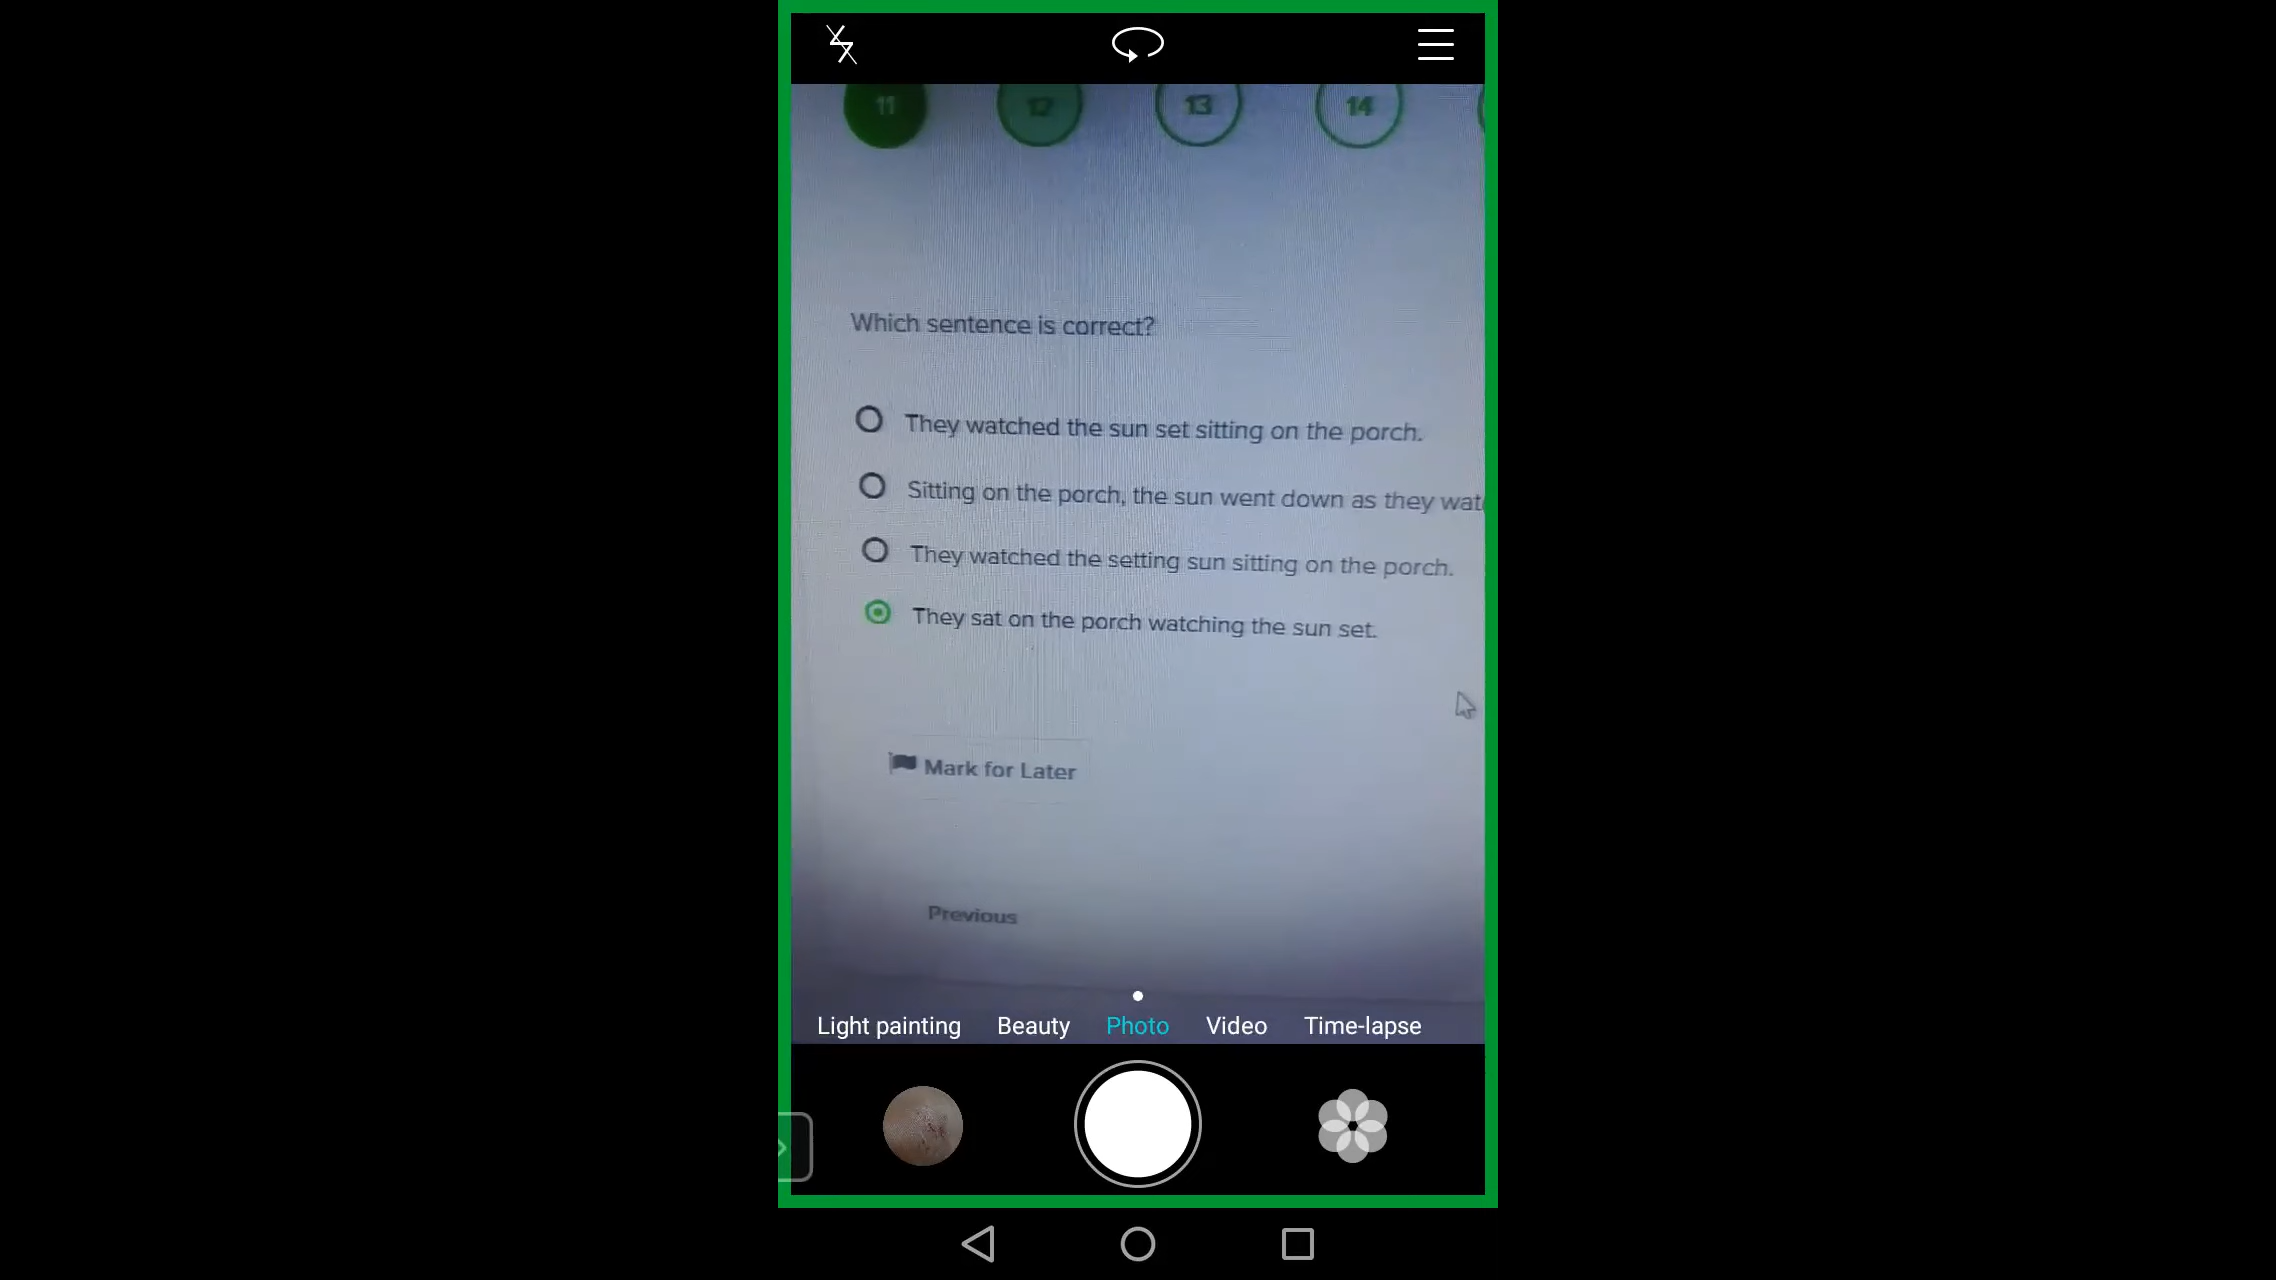 11 12 13 14
Which sentence is correct?
They watched the sun set sitting on the porch.
Sitting on the porch, the sun went down as they
They watched the setting sun sitting on the porch.
They sat on the porch watching the sun set.
Mark for Later
Previous
Light painting Beauty Photo Video Time-lapse